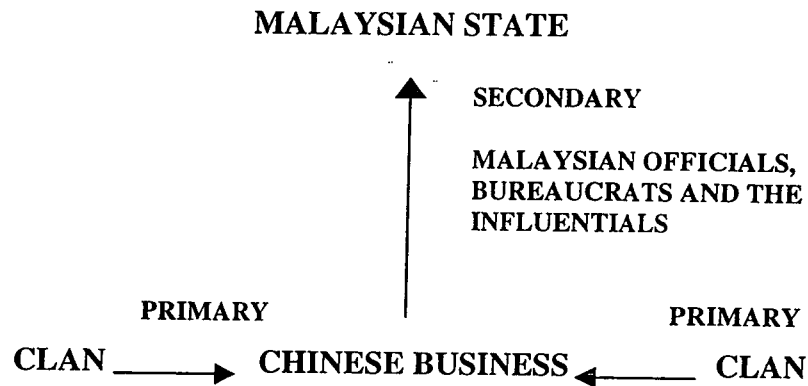 MALAYSIAN STATE
SECONDARY
MALAYSIAN OFFICIALS,
BUREAUCRATS AND THE
INFLUENTIALS
PRIMARY
PRIMARY
CLAN
CHINESE BUSINESS
CLAN